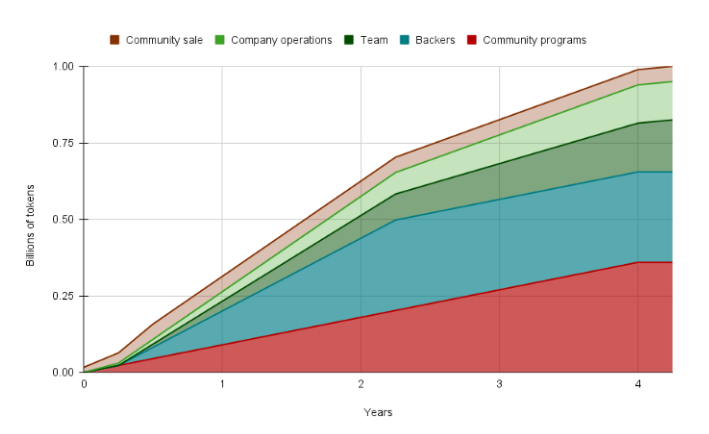 Community sale Company operations Team Backers Community programs
1.00
0.75
0.50
0.25
0.00
Billions of tokens
0 1 2 3 4
Years